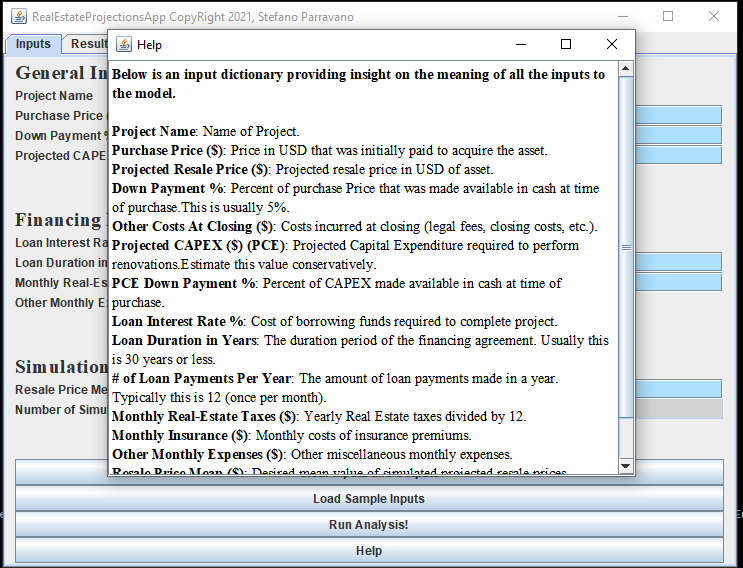 RealEstateProjectionsApp CopyRight 2021, Stefano Parravano
Inputs
Result
Help
Below is an input dictionary providing insight on the meaning of all the inputs to
the model.
Project Name: Name of Project.
Purchase Price ($): Price in USD that was initially paid to acquire the asset.
Projected Resale Price ($): Projected resale price in USD of asset.
Down Payment %: Percent of purchase Price that was made available in cash at time
of purchase.This is usually 5%.
Other Costs At Closing ($): Costs incurred at closing (legal fees, closing costs, etc.).
Projected CAPEX ($) (PCE): Projected Capital Expenditure required to perform
renovations.Estimate this value conservatively.
PCE Down Payment %: Percent of CAPEX made available in cash at time of
purchase.
Loan Interest Rate %: Cost of borrowing funds required to complete project.
Loan Duration in Years: The duration period of the financing agreement. Usually this
is 30 years or less.
# of Loan Payments Per Year: The amount of loan payments made in a year.
Typically this is 12 (once per month).
Monthly Real-Estate Taxes ($): Yearly Real Estate taxes divided by 12.
Monthly Insurance ($): Monthly costs of insurance premiums.
Other Monthly Expenses ($): Other miscellaneous monthly expenses.
Resale Price Mean ($): Desired mean value of simulated projected resale prices
General In
Project Name
Purchase Price (
Down Payment %
Projected CAPE
Financing
Loan Interest Ra
Loan Duration in
Monthly Real-Es
Other Monthly E
Simulation
Resale Price Me
Number of Simu
Load Sample Inputs
Run Analysis!
Help